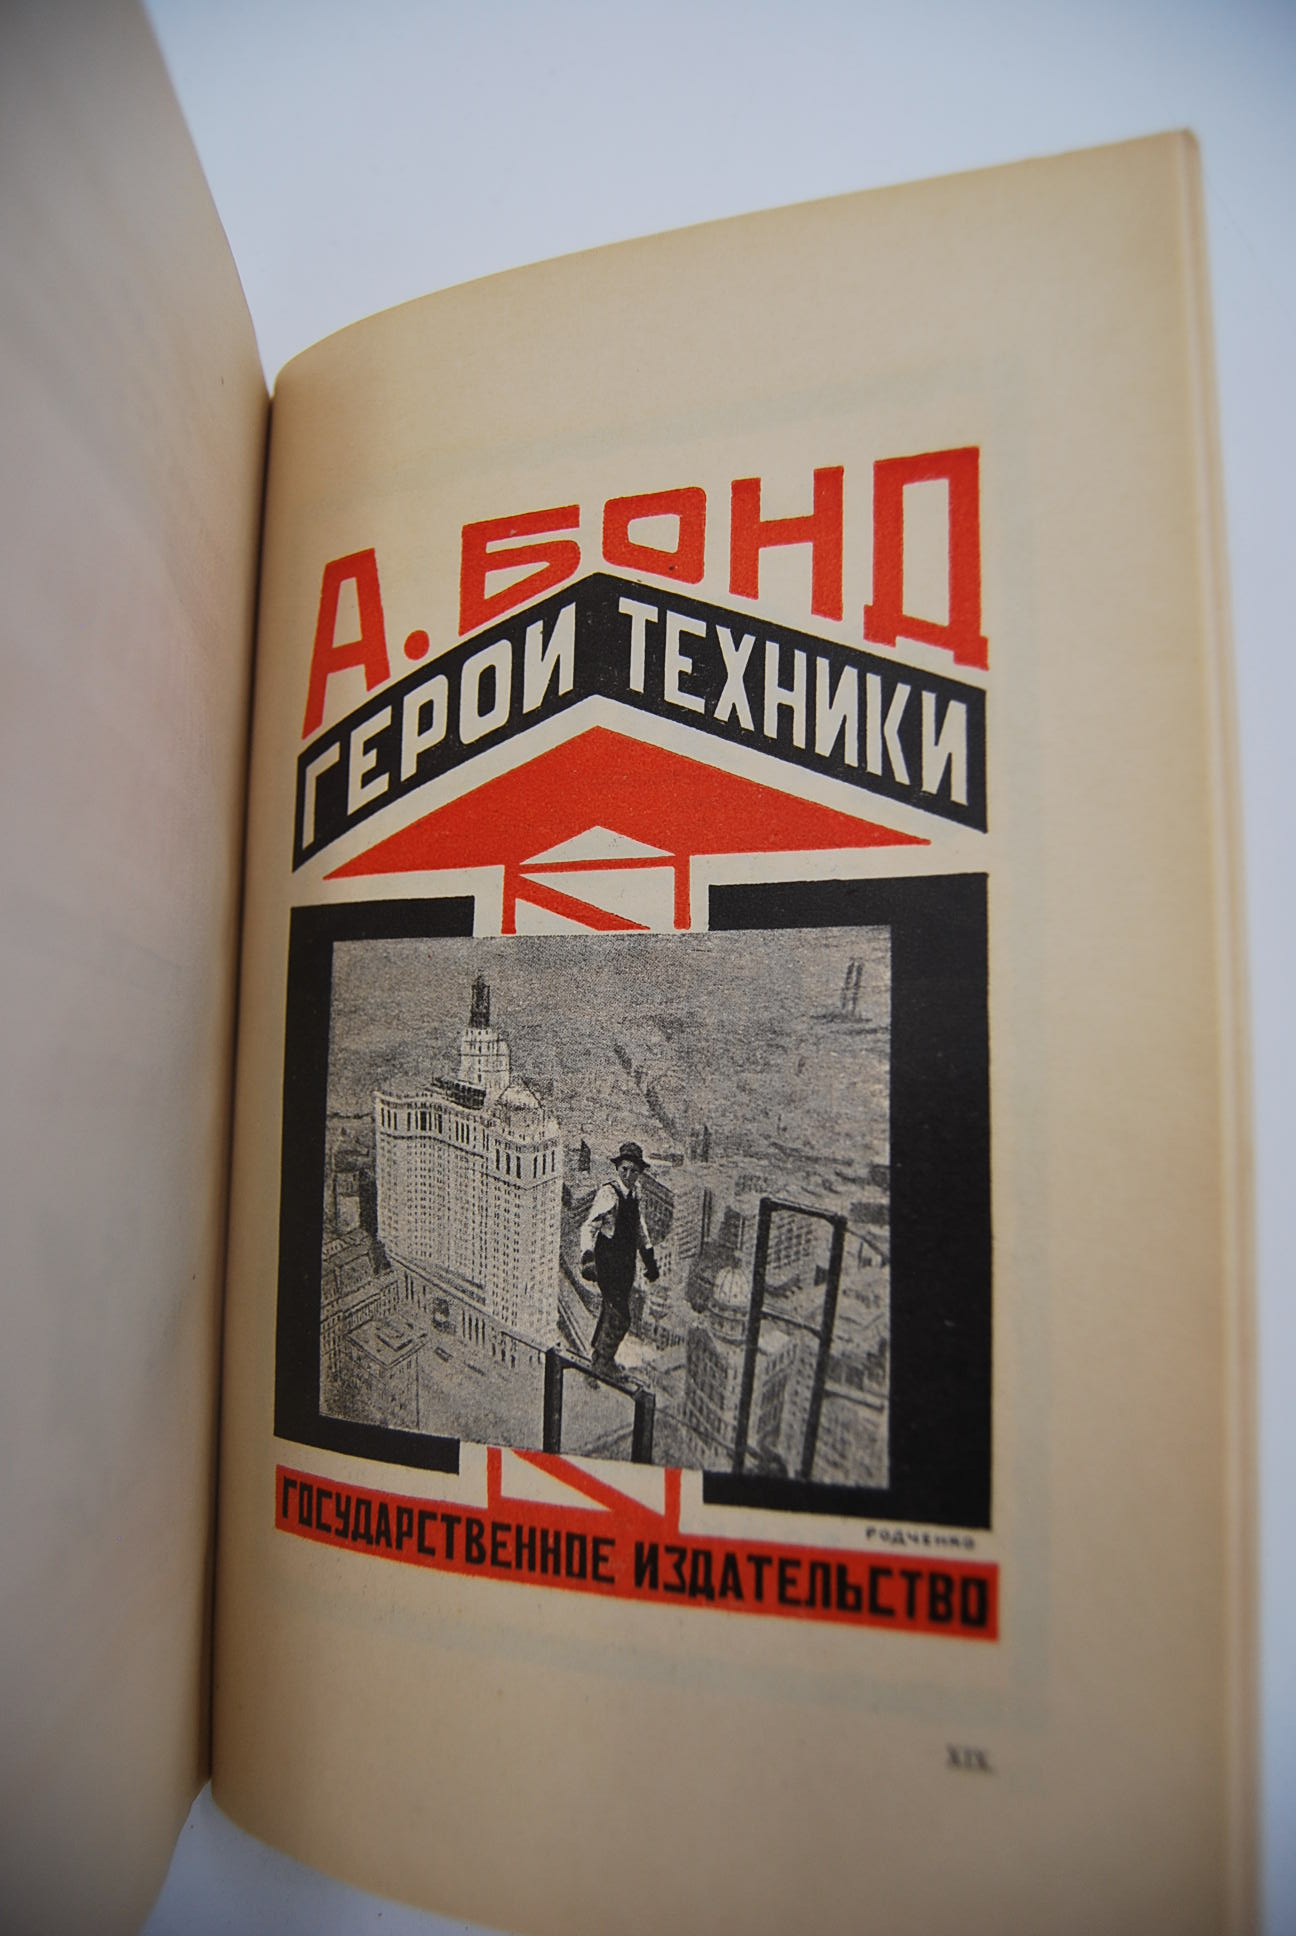 А. БОНД
ГЕРОИ ТЕХНИКИ
РОДЧЕНКО
ГОСУДАРСТВЕННОЕ ИЗДАТЕЛЬСТВО
XIX.